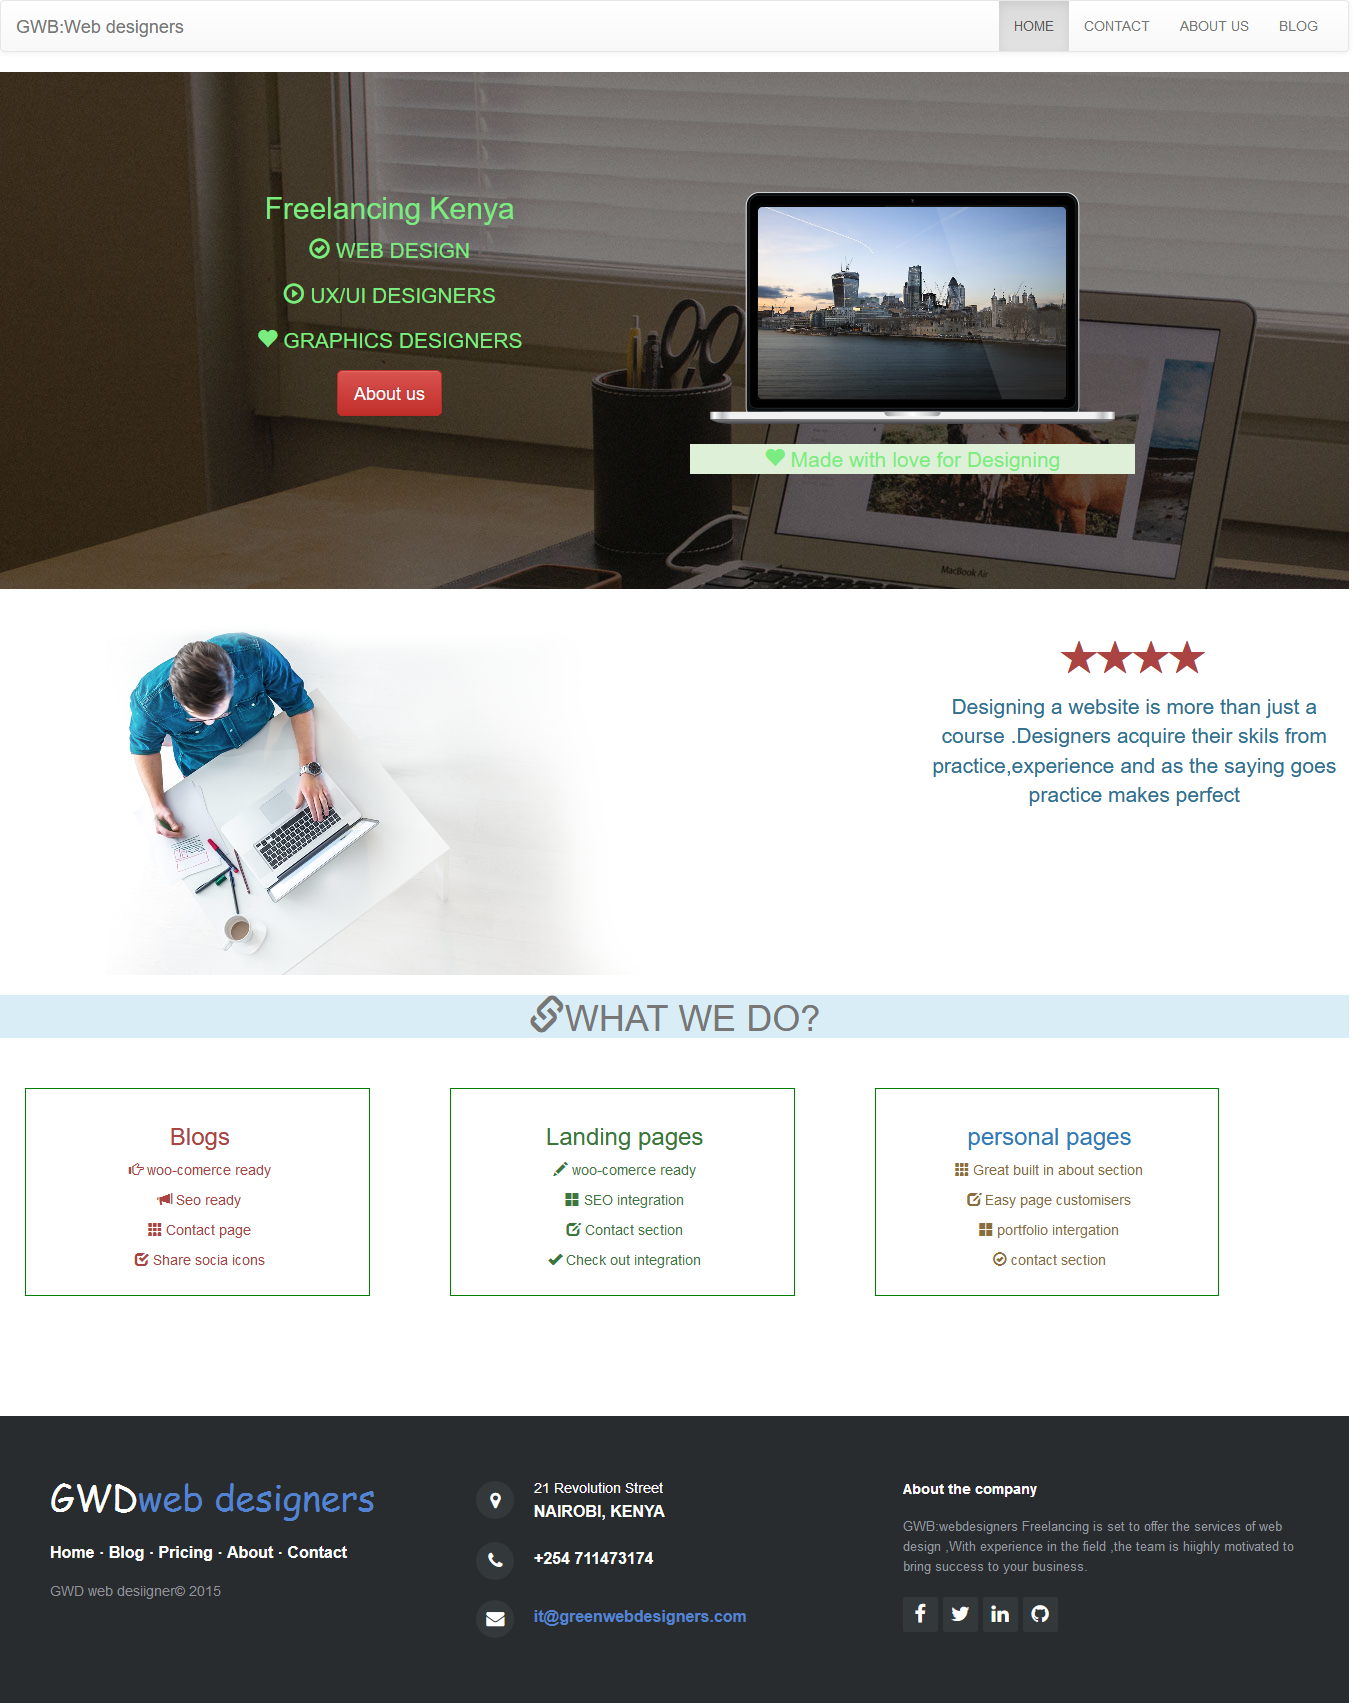 GWB:Web designers
HOME
CONTACT
ABOUT US
BLOG
Freelancing Kenya
WEB DESIGN
UX/UI DESIGNERS
GRAPHICS DESIGNERS
About us
Made with love for Designing
MacBook Air
Designing a website is more than just a
course .Designers acquire their skils from
practice,experience and as the saying goes
practice makes perfect
WHAT WE DO?
Blogs
woo-comerce ready
Seo ready
Contact page
Share socia icons
Landing pages
woo-comerce ready
SEO integration
Contact section
Check out integration
personal pages
Great built in about section
Easy page customisers
portfolio intergation
contact section
GWDweb designers
Home · Blog · Pricing · About · Contact
GWD web desiigner© 2015
21 Revolution Street
NAIROBI, KENYA
+254 711473174
it@greenwebdesigners.com
About the company
GWB:webdesigners Freelancing is set to offer the services of web
design ,With experience in the field ,the team is hiighly motivated to
bring success to your business.